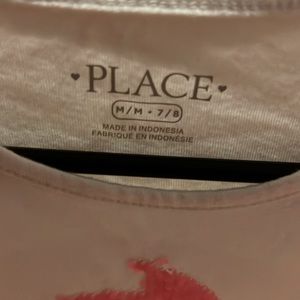 PLACE
M/M • 7/8
MADE IN INDONESIA
FABRIQUÉ EN INDONÉSIE